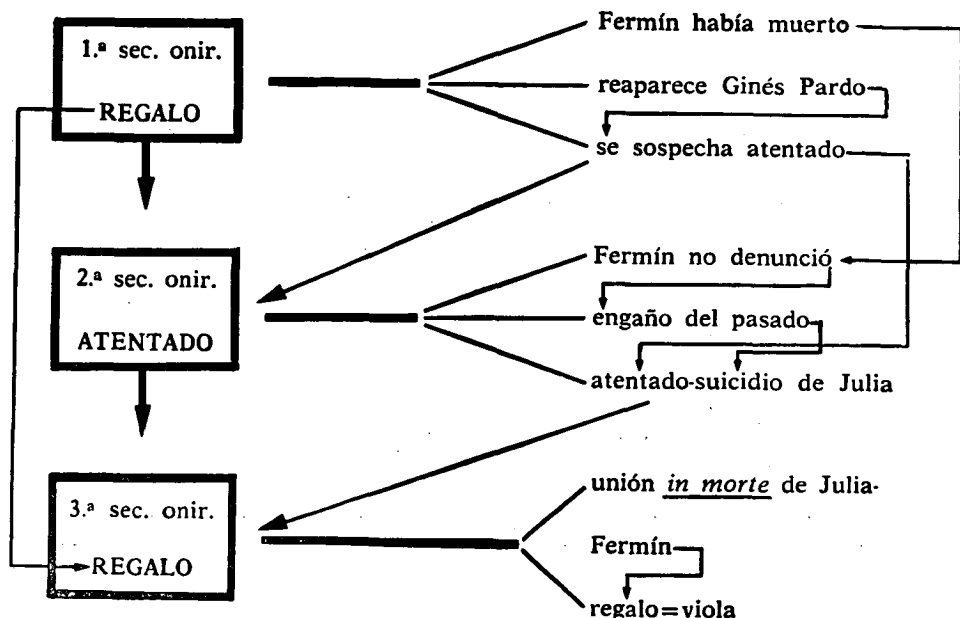 1.ª sec. onir.
REGALO
Fermín había muerto
reaparece Ginés Pardo
se sospecha atentado
2.ª sec. onir.
ATENTADO
Fermín no denunció
engaño del pasado
atentado-suicidio de Julia
3.ª sec. onir.
REGALO
unión in morte de Julia-
Fermín
regalo=viola